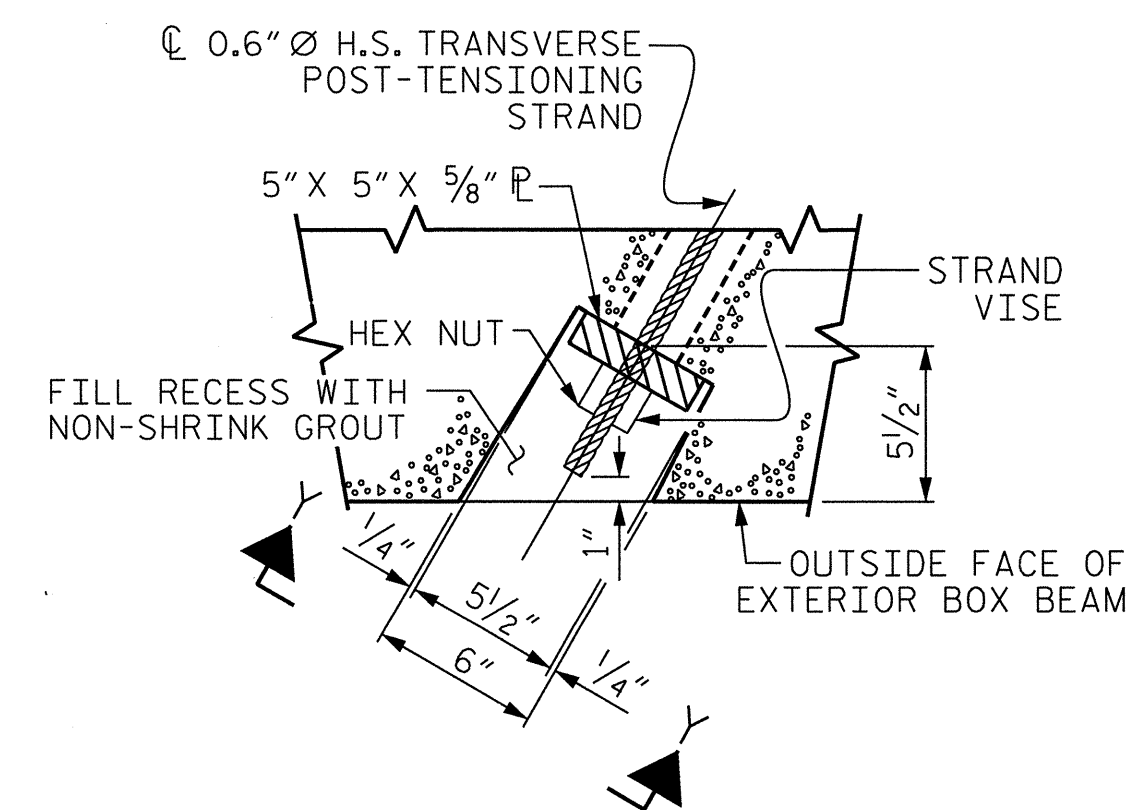 ℄ 0.6" Ø H.S. TRANSVERSE
POST-TENSIONING
STRAND
5" X 5" X 5/8" ℙL
STRAND
VISE
HEX NUT
FILL RECESS WITH
NON-SHRINK GROUT
5 1/2"
Y
1/4"
1"
OUTSIDE FACE OF
EXTERIOR BOX BEAM
5 1/2"
6"
1/4"
Y